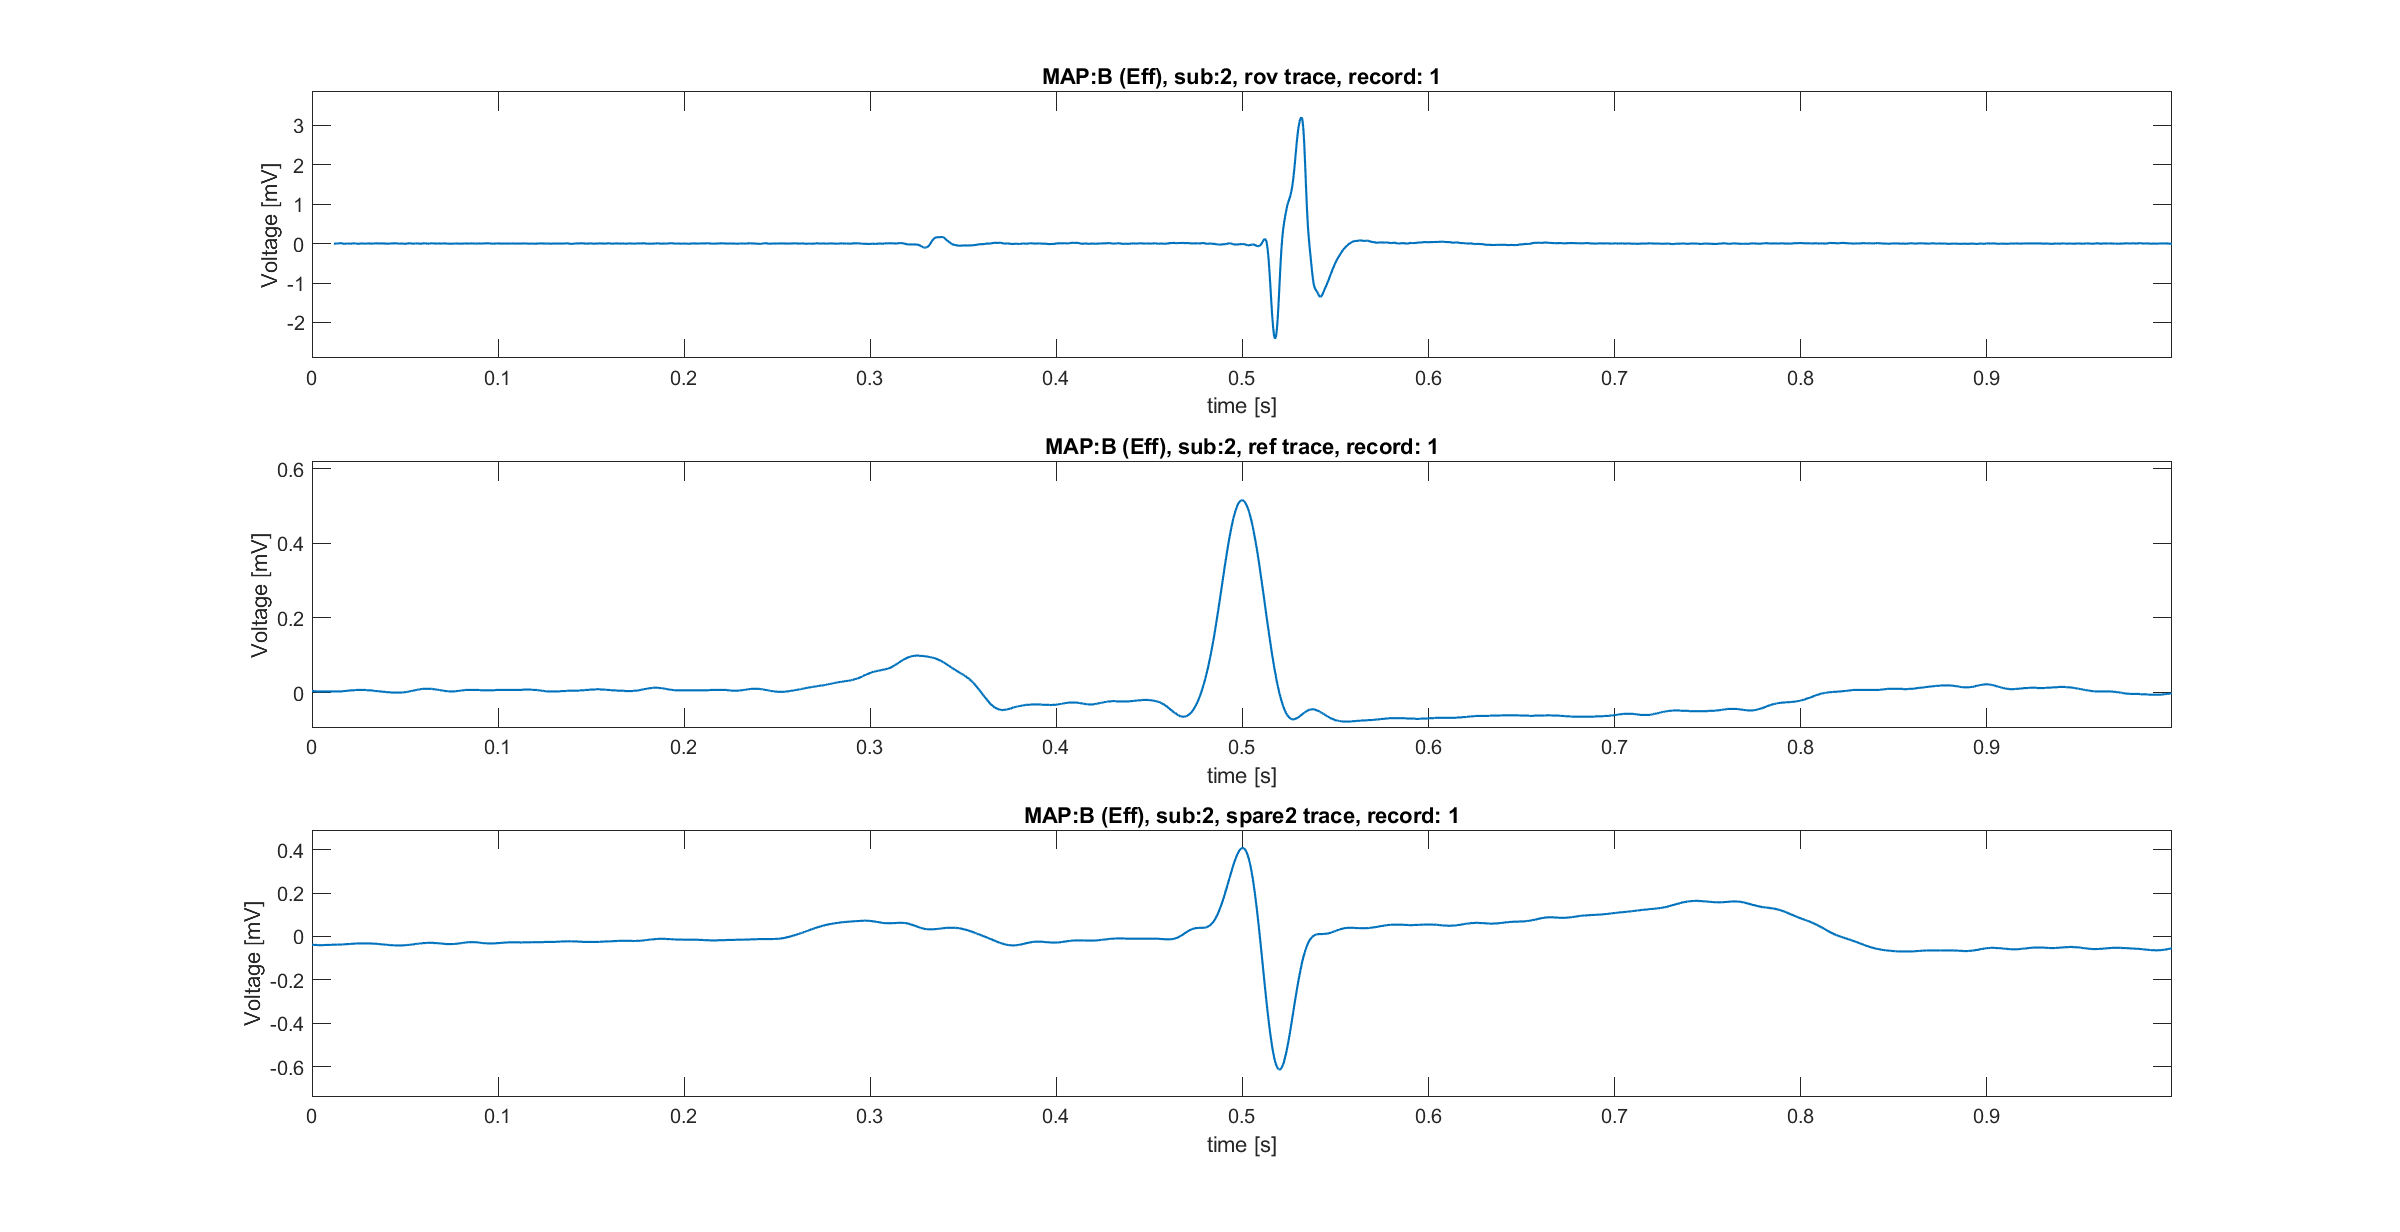 MAP:B (Eff), sub:2, rov trace, record: 1
Voltage [mV]
3
2
1
0
-1
-2
0 0.1 0.2 0.3 0.4 0.5 0.6 0.7 0.8 0.9
time [s]
MAP:B (Eff), sub:2, ref trace, record: 1
Voltage [mV]
0.6
0.4
0.2
0
0 0.1 0.2 0.3 0.4 0.5 0.6 0.7 0.8 0.9
time [s]
MAP:B (Eff), sub:2, spare2 trace, record: 1
Voltage [mV]
0.4
0.2
0
-0.2
-0.4
-0.6
0 0.1 0.2 0.3 0.4 0.5 0.6 0.7 0.8 0.9
time [s]